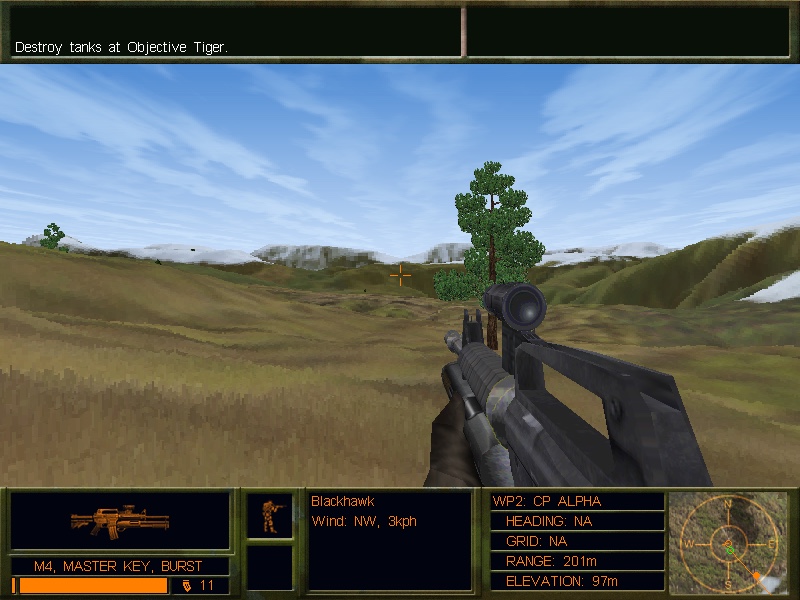 Destroy tanks at Objective Tiger.
M4, MASTER KEY, BURST
11
Blackhawk
Wind: NW, 3kph
WP2: CP ALPHA
HEADING: NA
GRID: NA
RANGE: 201m
ELEVATION: 97m
N
W
E
S